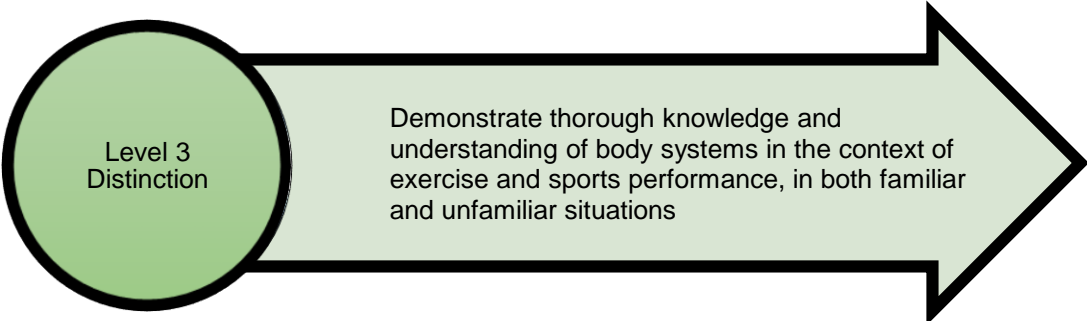 Level 3
Distinction
Demonstrate thorough knowledge and
understanding of body systems in the context of
exercise and sports performance, in both familiar
and unfamiliar situations